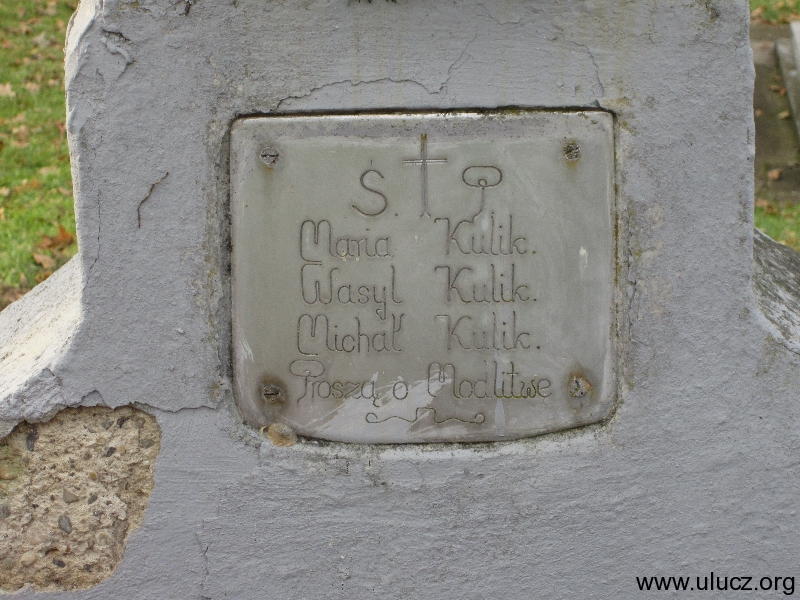 Ś. † P
Maria Kulik.
Wasyl Kulik.
Michał Kulik.
Proszą o Modlitwe
www.ulucz.org